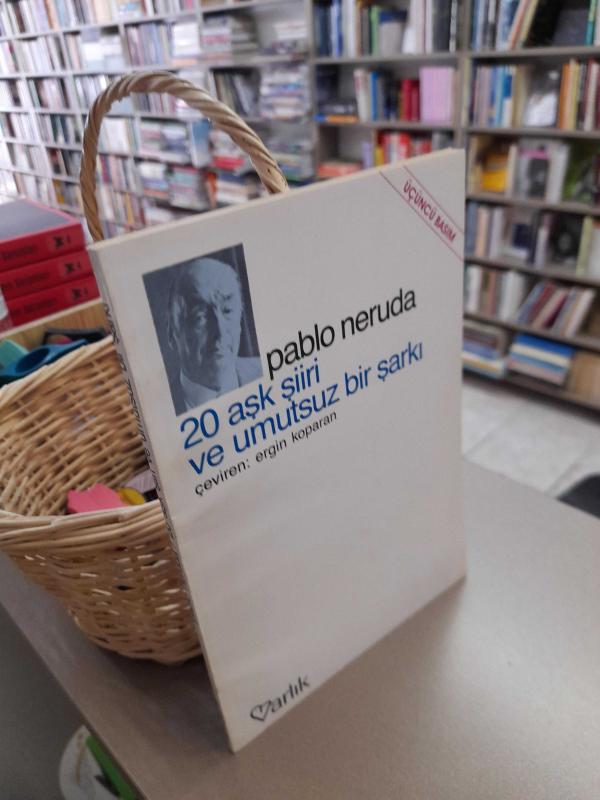 ÜÇÜNCÜ BASIM
pablo neruda
20 aşk şiiri
ve umutsuz bir şarkı
çeviren: ergin koparan
varlık